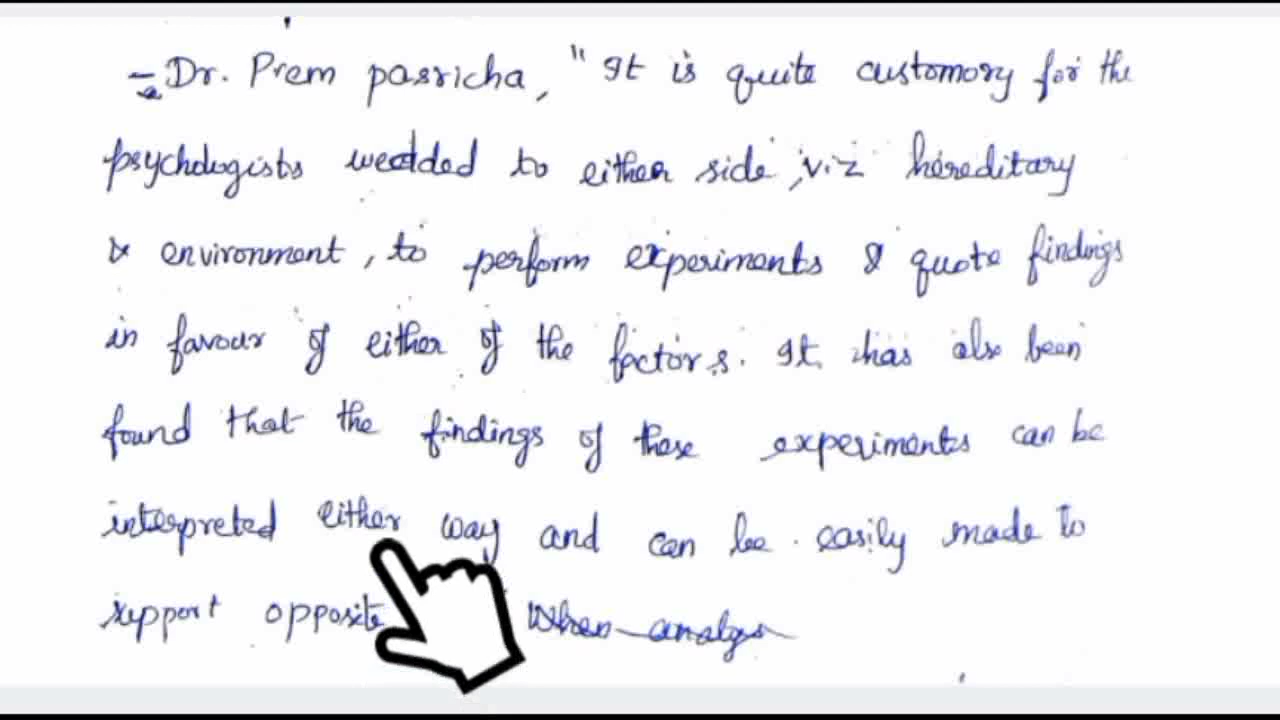 - Dr. Prem pasricha, "It is quite customory for the
psychologists wedded to either side, viz hereditary
& environment, to perform experiments & quote findings
in favour of either of the factors. It has also been
found that the findings of these experiments can be
interpreted either way and can be easily made to
support opposite When analys